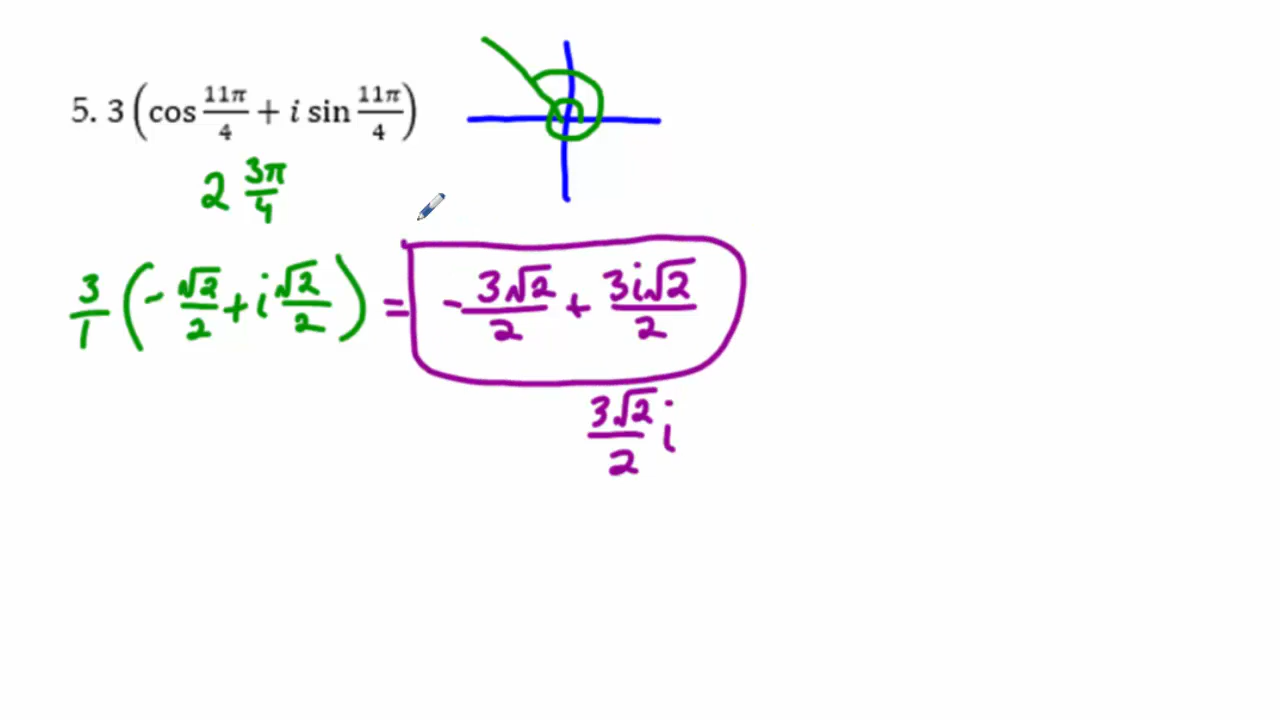 5. 3 (cos 11π/4 + i sin 11π/4)
2 3π/4
3/1 (-√2/2 + i √2/2) = -3√2/2 + 3i√2/2
3√2/2 i